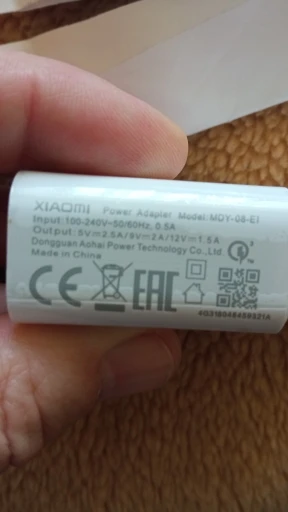 XIAOMI Power Adapter Model: MDY-08-EI
Input:100-240V~50/60Hz, 0.5A
Output: 5V⎓2.5A/9V⎓2A/12V⎓1.5A
Dongguan Aohai Power Technology Co.,Ltd.
Made in China
CE EAC